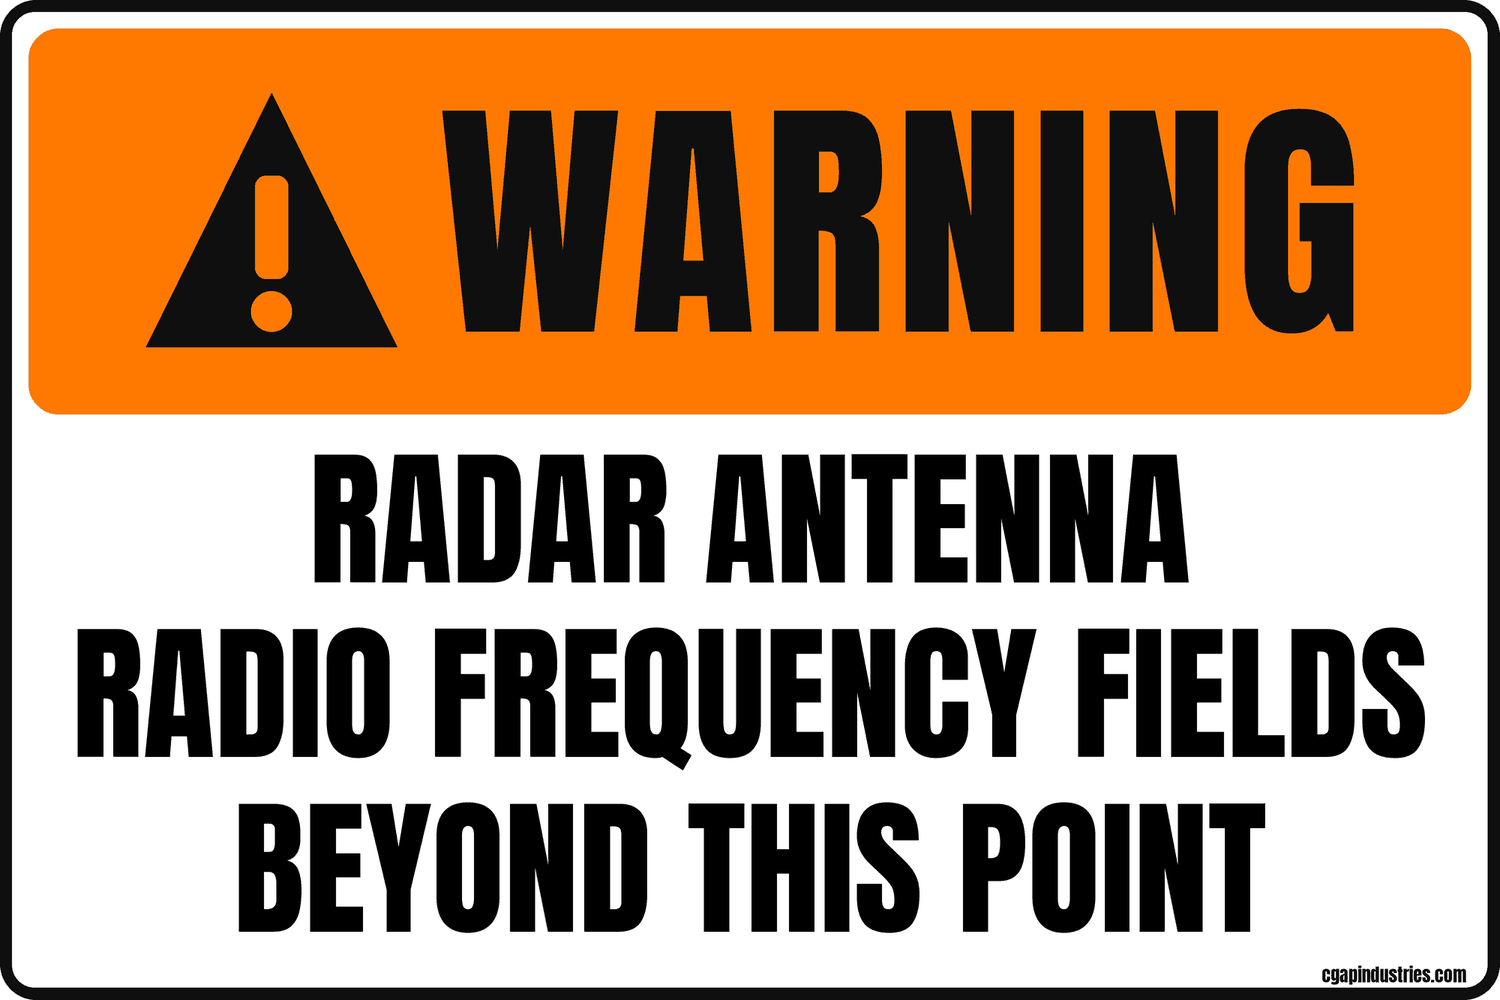 WARNING
RADAR ANTENNA
RADIO FREQUENCY FIELDS
BEYOND THIS POINT
cgapindustries.com